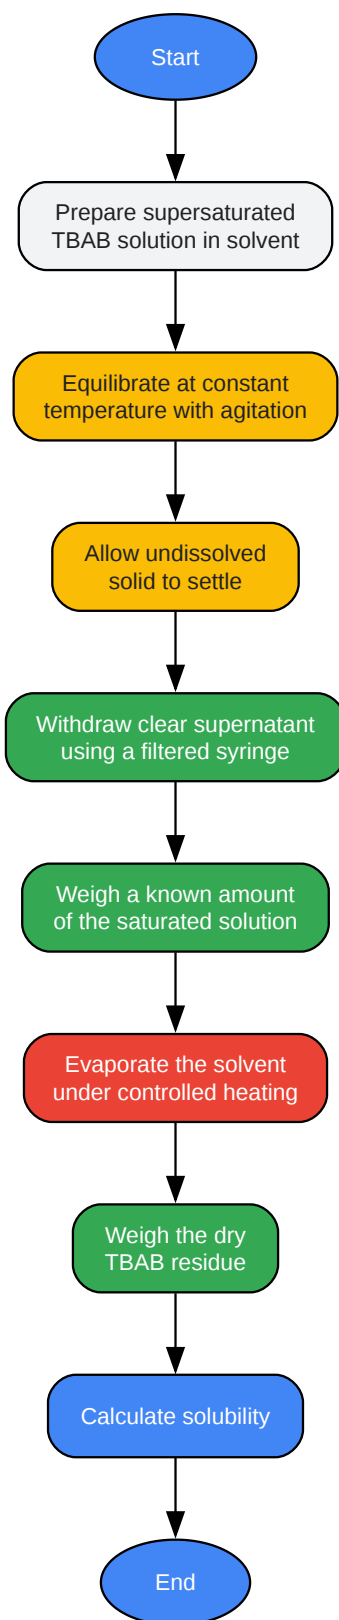 Start
Prepare supersaturated
TBAB solution in solvent
Equilibrate at constant
temperature with agitation
Allow undissolved
solid to settle
Withdraw clear supernatant
using a filtered syringe
Weigh a known amount
of the saturated solution
Evaporate the solvent
under controlled heating
Weigh the dry
TBAB residue
Calculate solubility
End